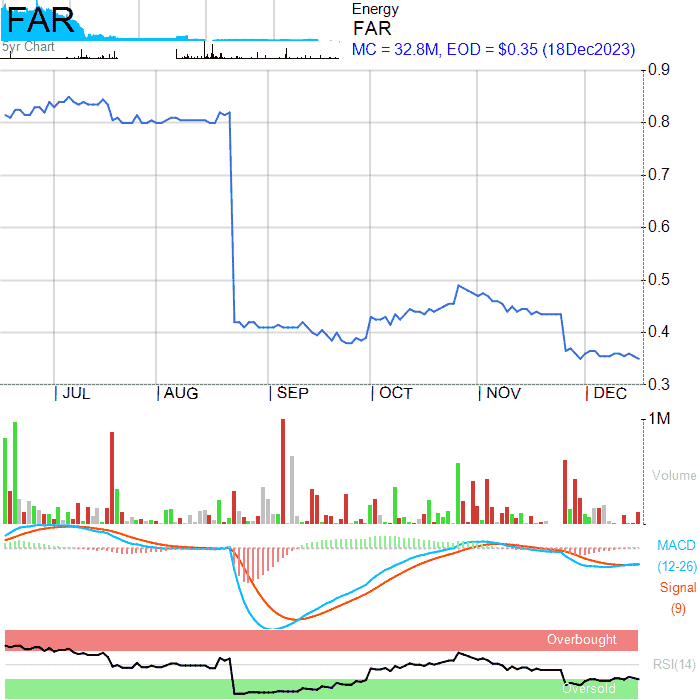 FAR
5yr Chart
Energy
FAR
MC = 32.8M, EOD = $0.35 (18Dec2023)
0.9
0.8
0.7
0.6
0.5
0.4
0.3
JUL AUG SEP OCT NOV DEC
1M
Volume
MACD
(12-26)
Signal
(9)
Overbought
RSI(14)
Oversold